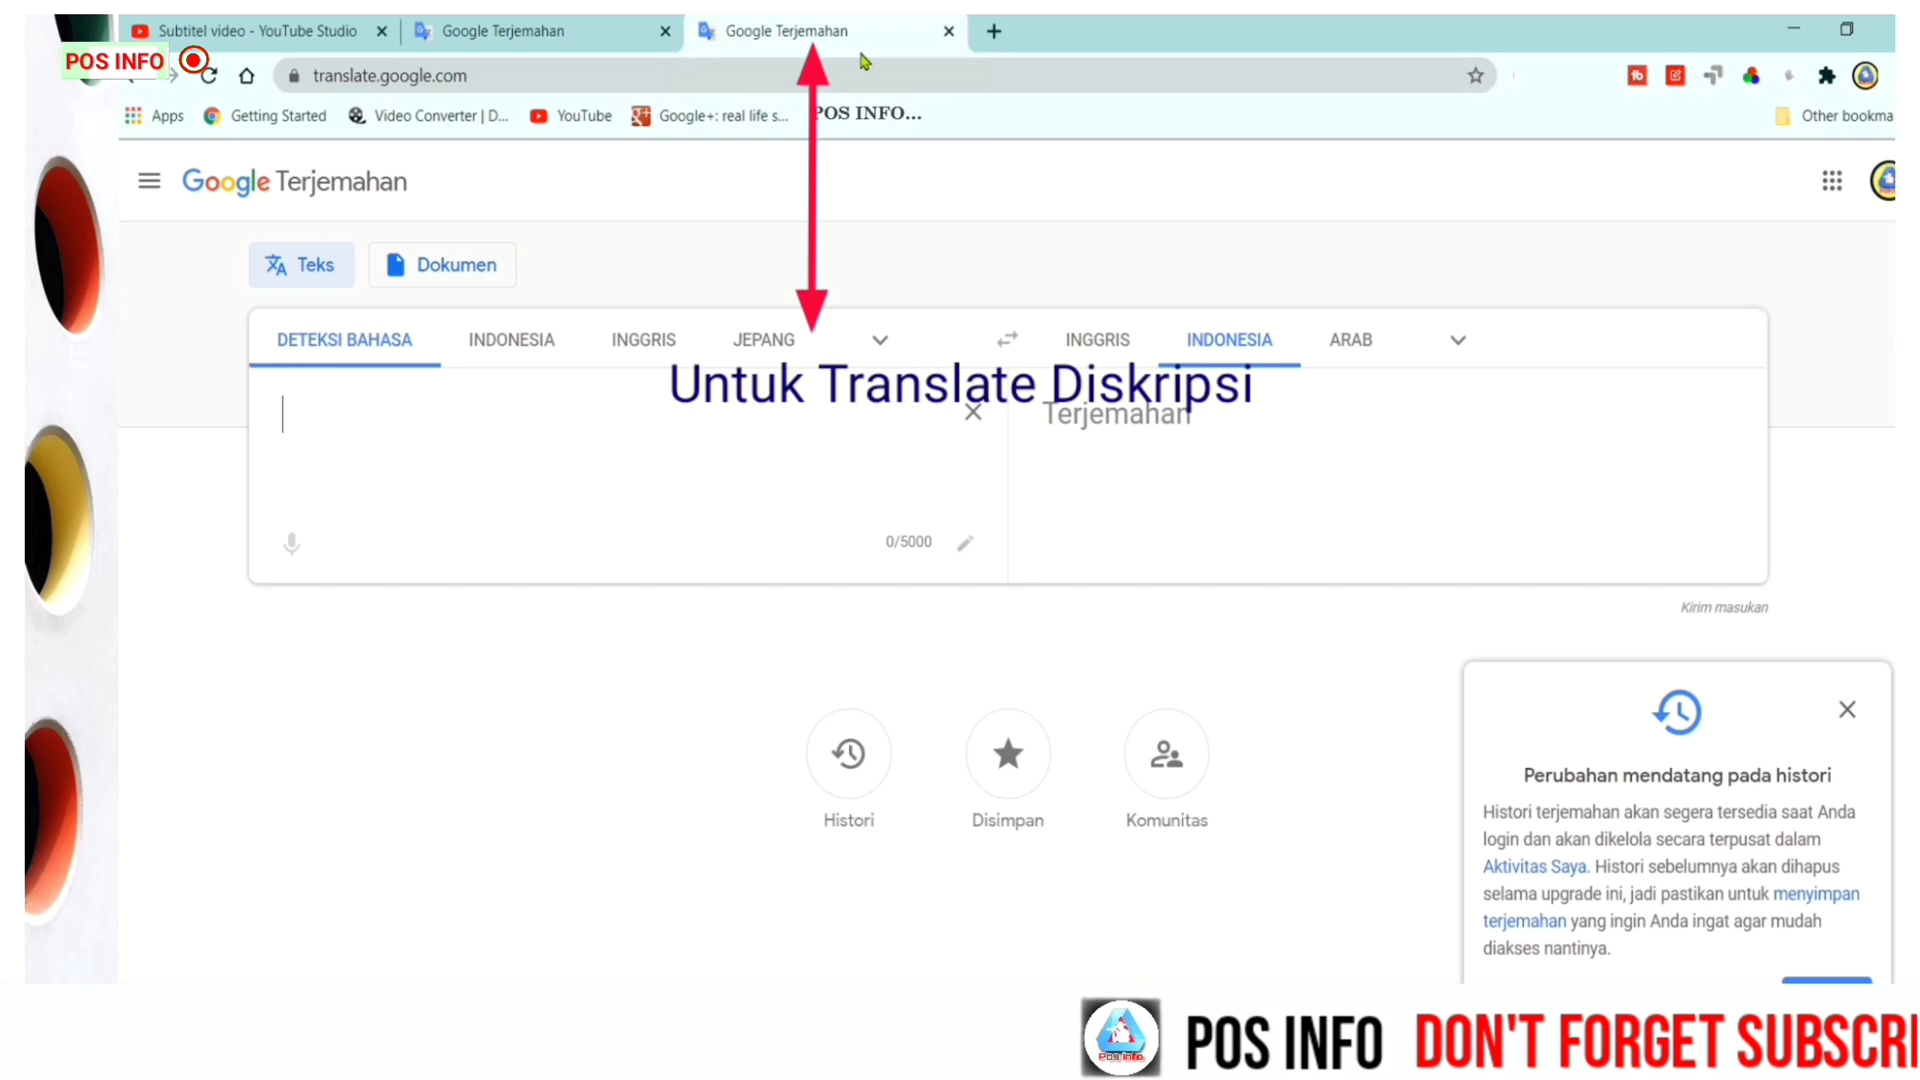 Subtitel video - YouTube Studio
Google Terjemahan
Google Terjemahan
POS INFO
translate.google.com
Apps
Getting Started
Video Converter | D...
YouTube
Google+: real life s...
POS INFO...
Other bookma
Google Terjemahan
Teks
Dokumen
DETEKSI BAHASA
INDONESIA
INGGRIS
JEPANG
INGGRIS
INDONESIA
ARAB
Untuk Translate Diskripsi
Terjemahan
0/5000
Kirim masukan
Histori
Disimpan
Komunitas
Perubahan mendatang pada histori
Histori terjemahan akan segera tersedia saat Anda
login dan akan dikelola secara terpusat dalam
Aktivitas Saya. Histori sebelumnya akan dihapus
selama upgrade ini, jadi pastikan untuk menyimpan
terjemahan yang ingin Anda ingat agar mudah
diakses nantinya.
Pos info
POS INFO
DON'T FORGET SUBSCRI